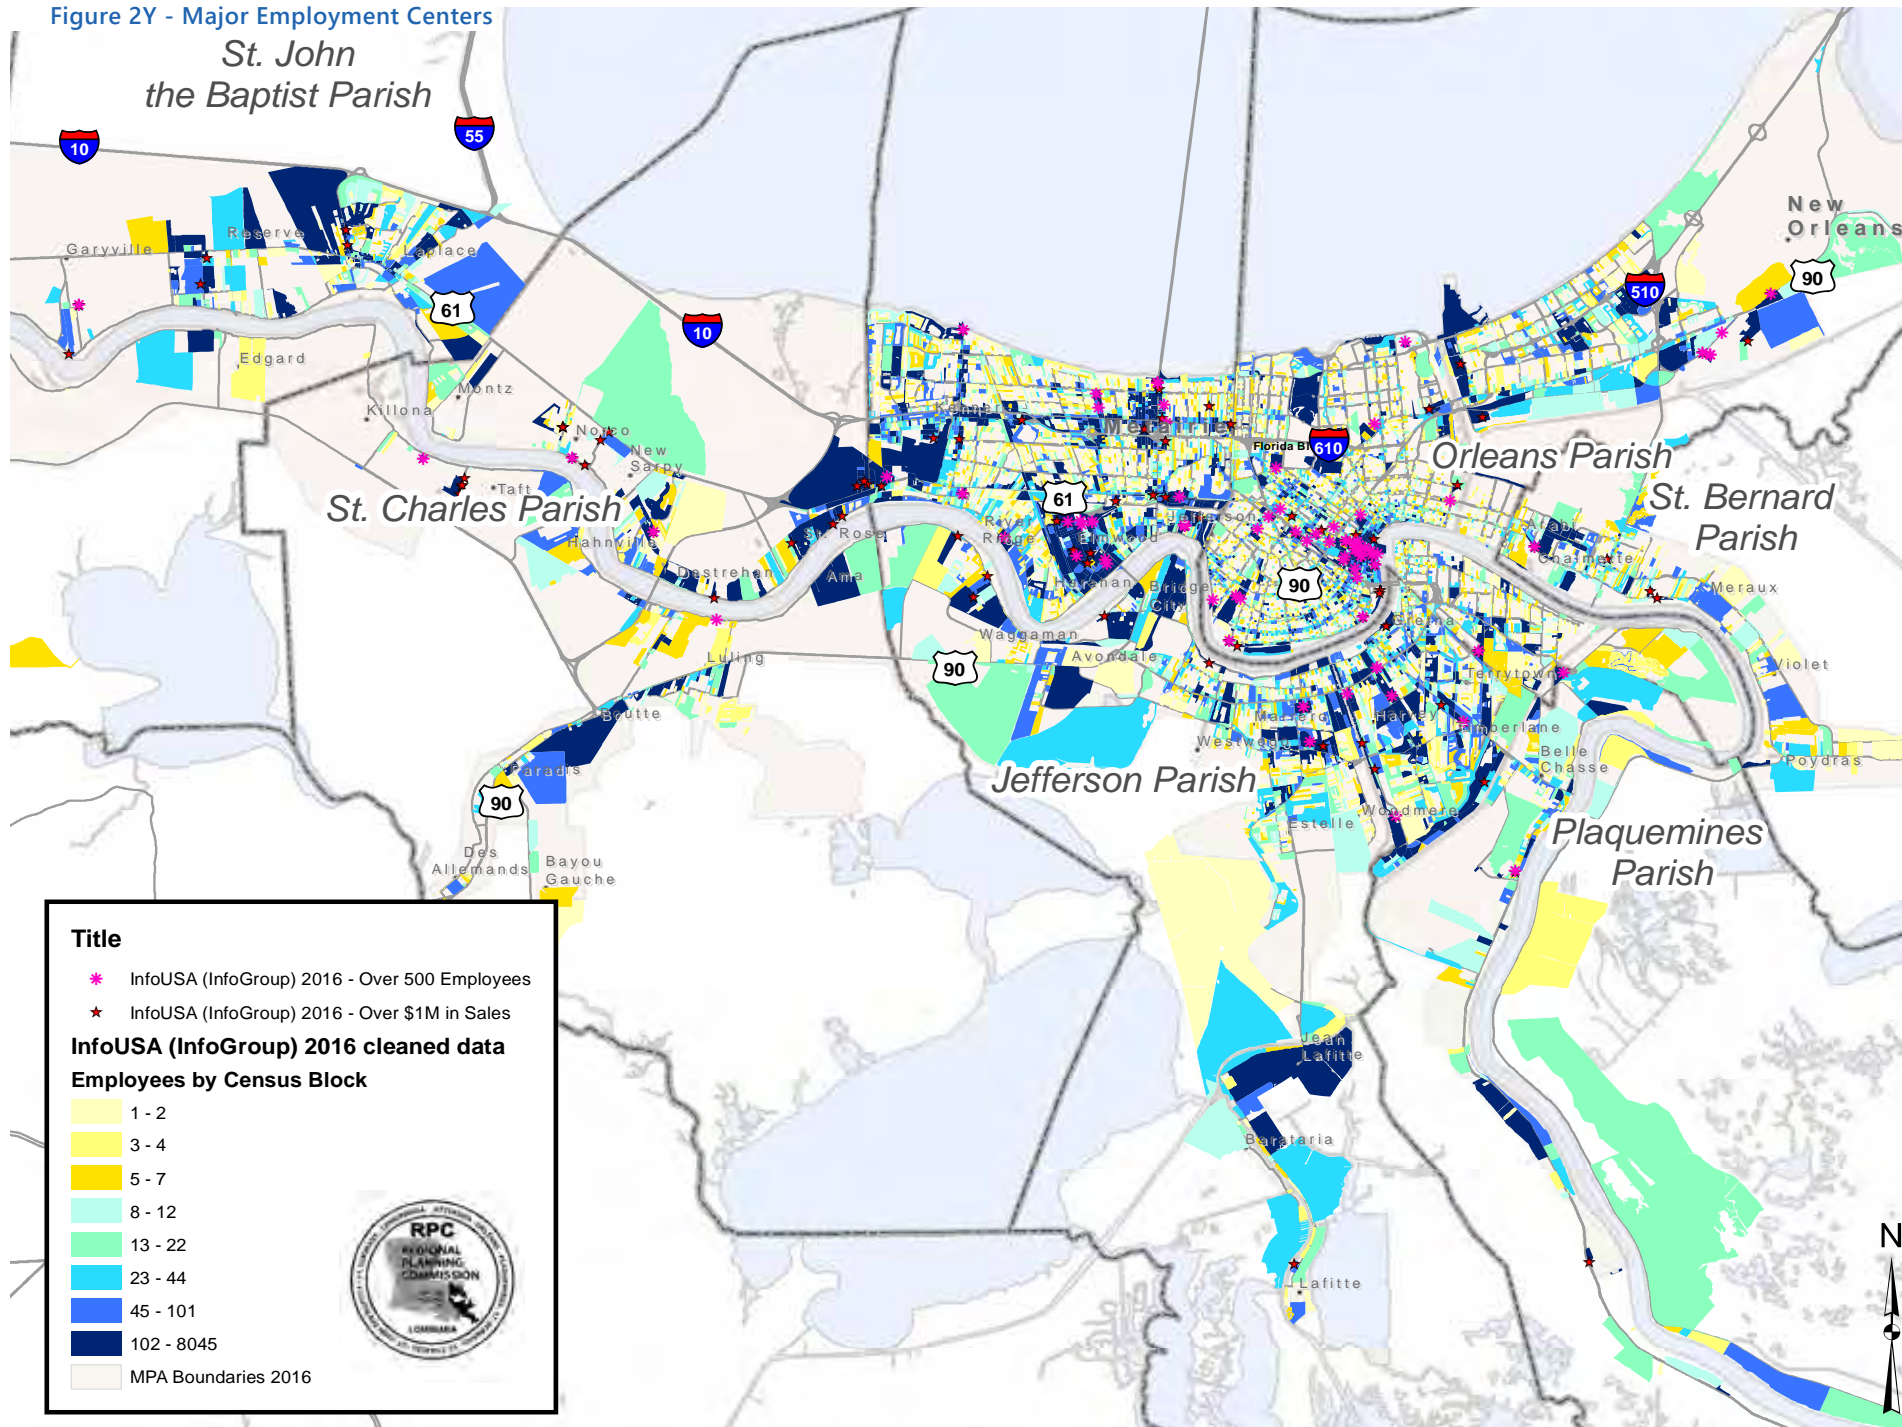 Figure 2Y - Major Employment Centers
St. John
the Baptist Parish
10
55
New
Orleans
Garyville
Reserve
Laplace
90
510
61
10
Edgard
Montz
Killona
Kenner
Norco
Metairie
Florida Bl
610
Orleans Parish
New
Sarpy
Taft
St. Charles Parish
61
St. Bernard
Parish
River
Ridge
Jefferson
Elmwood
St. Rose
Arabi
Chalmette
Hahnville
Destrehan
Ama
Harahan
Bridge
City
90
Meraux
Gretna
Waggaman
Avondale
Luling
90
Terrytown
Violet
Boutte
Marrero
Harvey
Timberlane
Westwego
Belle
Chasse
Poydras
Paradis
Jefferson Parish
90
Woodmere
Estelle
Plaquemines
Parish
Des
Allemands
Bayou
Gauche
Title
InfoUSA (InfoGroup) 2016 - Over 500 Employees
InfoUSA (InfoGroup) 2016 - Over $1M in Sales
InfoUSA (InfoGroup) 2016 cleaned data
Employees by Census Block
1 - 2
3 - 4
5 - 7
8 - 12
13 - 22
23 - 44
45 - 101
102 - 8045
MPA Boundaries 2016
RPC
REGIONAL
PLANNING
COMMISSION
LOUISIANA
Jean
Lafitte
Barataria
Lafitte
N